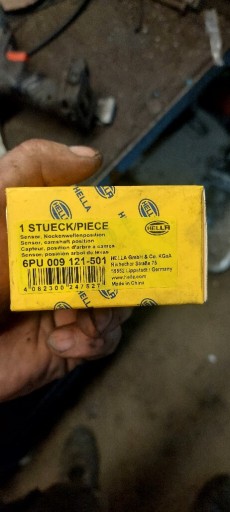 1 STUECK/PIECE
HELLA
Sensor, Nockenwellenposition
Sensor, camshaft position
Capteur, position d'arbre à cames
Sensor, posición arbol de levas
6PU 009 121-501
HELLA GmbH & Co. KGaA
Rixbecker Straße 75
59552 Lippstadt / Germany
www.hella.com
Made in China